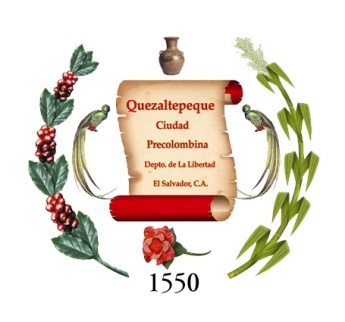 Quezaltepeque
Ciudad
Precolombina
Depto. de La Libertad
El Salvador, C.A.
1550